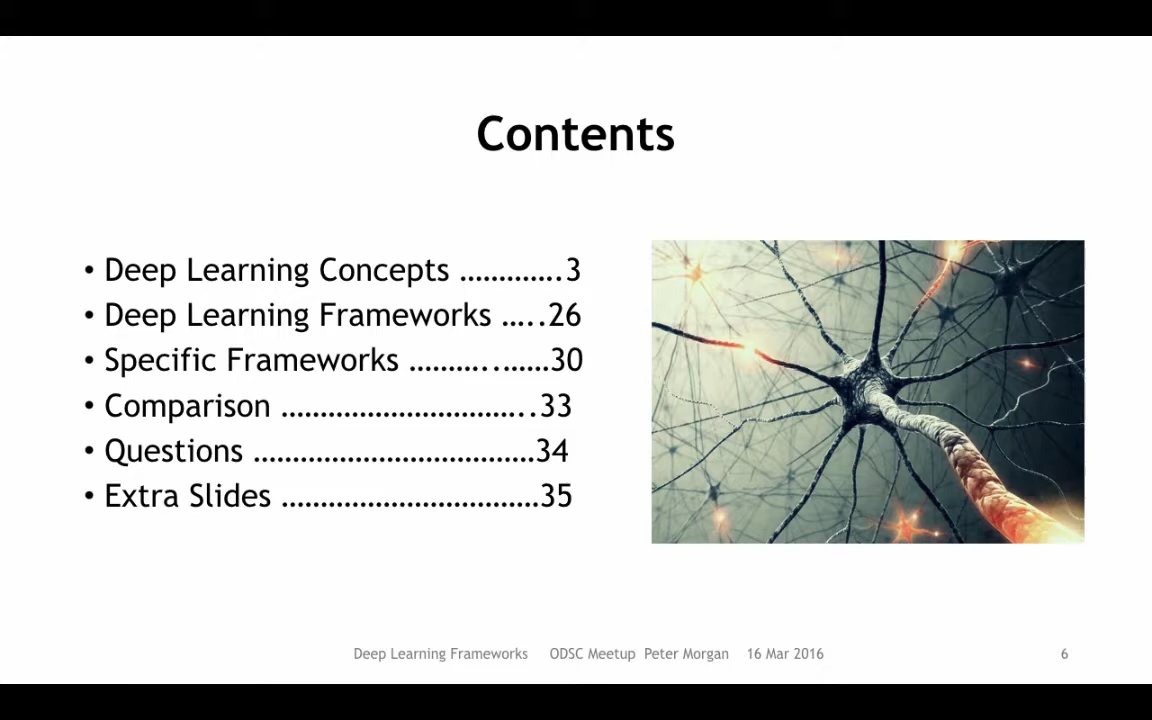 Contents
• Deep Learning Concepts ………….3
• Deep Learning Frameworks …..26
• Specific Frameworks ………..……30
• Comparison …………………………..33
• Questions ………………………………34
• Extra Slides ……………………………35
Deep Learning Frameworks ODSC Meetup Peter Morgan 16 Mar 2016 6